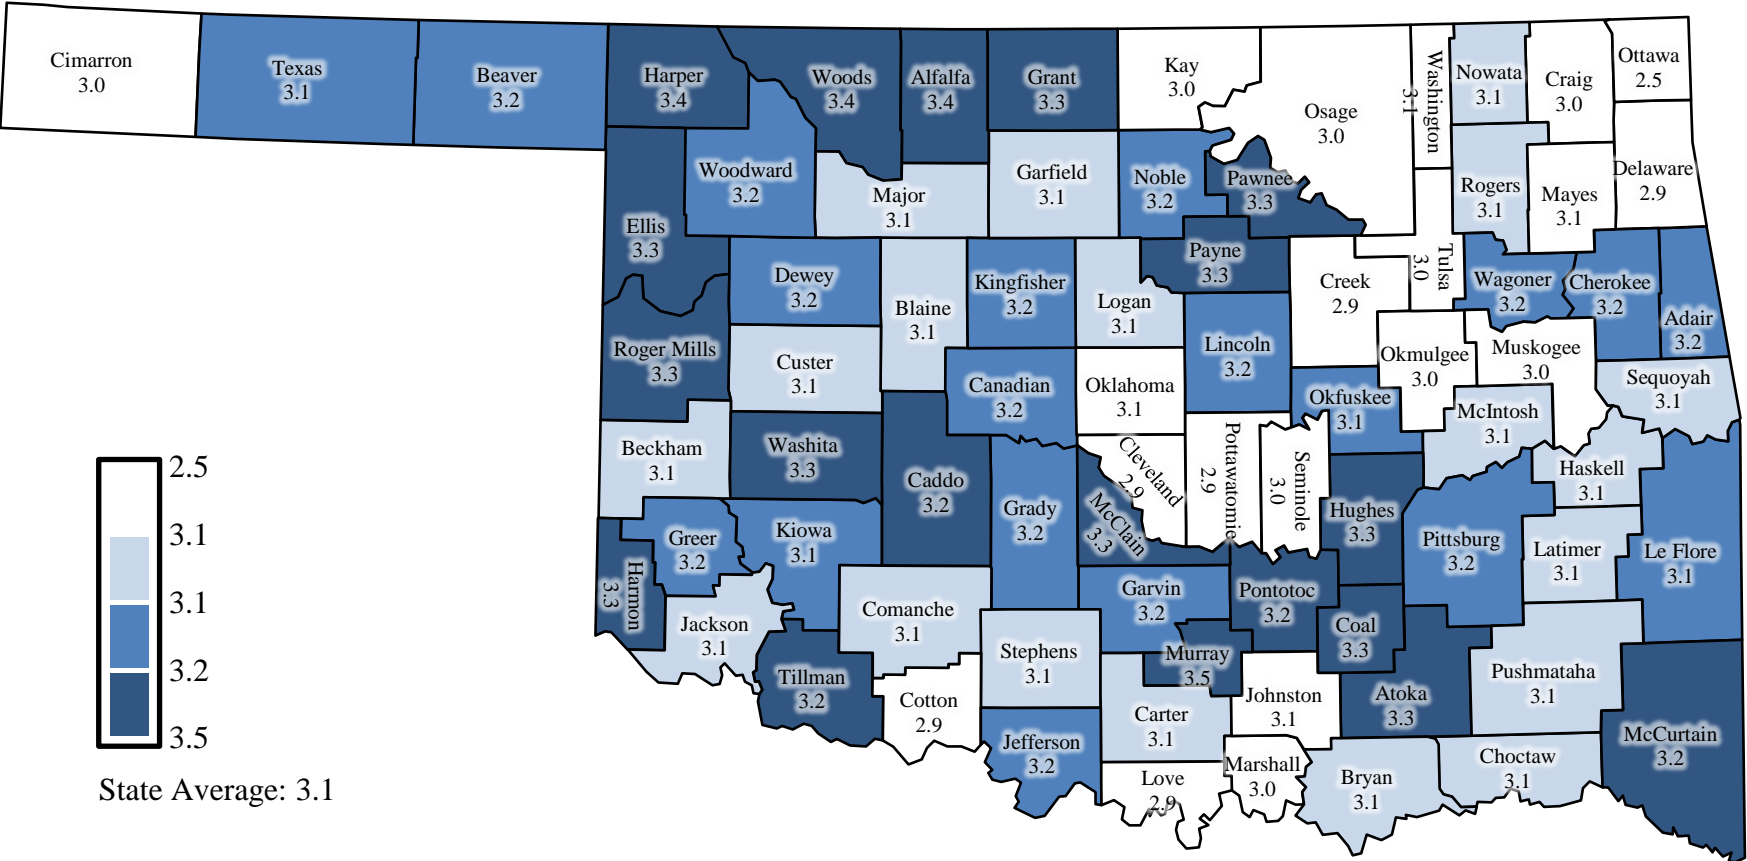 Cimarron
3.0
Texas
3.1
Beaver
3.2
Harper
3.4
Woods
3.4
Alfalfa
3.4
Grant
3.3
Kay
3.0
Osage
3.0
Washington
3.1
Nowata
3.1
Craig
3.0
Ottawa
2.5
Woodward
3.2
Major
3.1
Garfield
3.1
Noble
3.2
Pawnee
3.3
Rogers
3.1
Mayes
3.1
Delaware
2.9
Ellis
3.3
Dewey
3.2
Blaine
3.1
Kingfisher
3.2
Logan
3.1
Payne
3.3
Creek
2.9
Tulsa
3.0
Wagoner
3.2
Cherokee
3.2
Adair
3.2
Roger Mills
3.3
Custer
3.1
Canadian
3.2
Oklahoma
3.1
Lincoln
3.2
Okfuskee
3.1
Okmulgee
3.0
Muskogee
3.0
McIntosh
3.1
Sequoyah
3.1
Beckham
3.1
Washita
3.3
Caddo
3.2
Grady
3.2
McClain
3.3
Cleveland
2.9
Pottawatomie
2.9
Seminole
3.0
Hughes
3.3
Pittsburg
3.2
Haskell
3.1
Latimer
3.1
Le Flore
3.1
Harmon
3.3
Greer
3.2
Kiowa
3.1
Jackson
3.1
Tillman
3.2
Comanche
3.1
Cotton
2.9
Stephens
3.1
Jefferson
3.2
Garvin
3.2
Murray
3.5
Carter
3.1
Love
2.9
Pontotoc
3.2
Johnston
3.1
Marshall
3.0
Coal
3.3
Atoka
3.3
Bryan
3.1
Pushmataha
3.1
Choctaw
3.1
McCurtain
3.2
2.5
3.1
3.1
3.2
3.5
State Average: 3.1